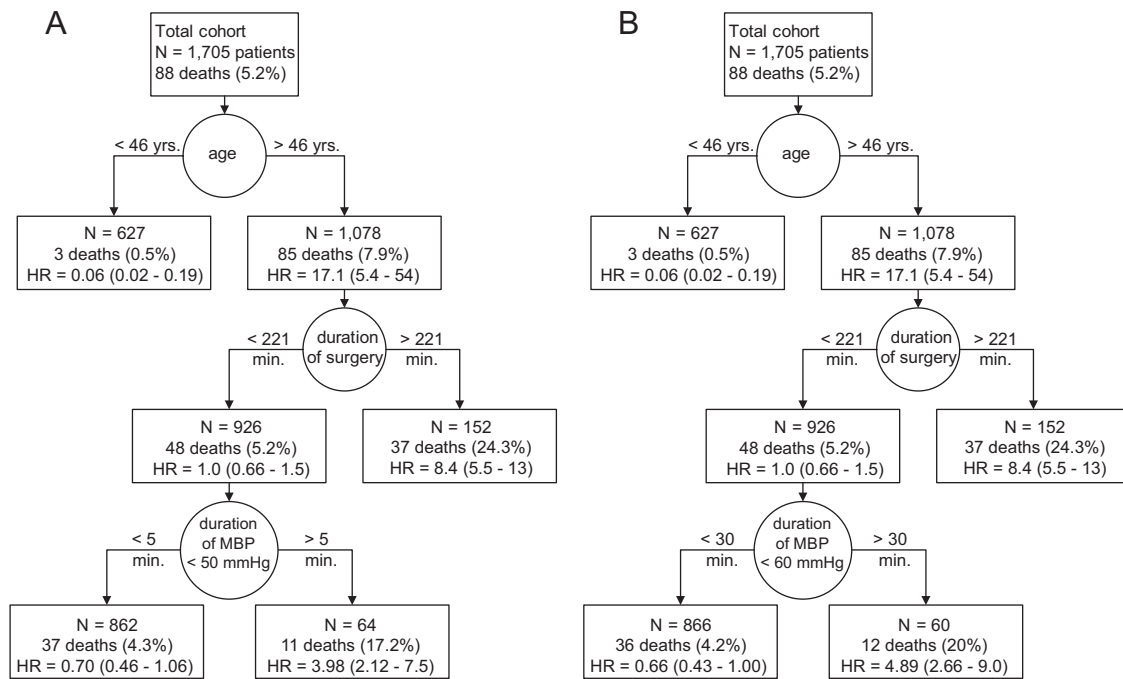 A
Total cohort
N = 1,705 patients
88 deaths (5.2%)
< 46 yrs.
age
> 46 yrs.
N = 627
3 deaths (0.5%)
HR = 0.06 (0.02 - 0.19)
N = 1,078
85 deaths (7.9%)
HR = 17.1 (5.4 - 54)
< 221
min.
duration
of surgery
> 221
min.
N = 926
48 deaths (5.2%)
HR = 1.0 (0.66 - 1.5)
N = 152
37 deaths (24.3%)
HR = 8.4 (5.5 - 13)
< 5
min.
duration
of MBP
< 50 mmHg
> 5
min.
N = 862
37 deaths (4.3%)
HR = 0.70 (0.46 - 1.06)
N = 64
11 deaths (17.2%)
HR = 3.98 (2.12 - 7.5)
B
Total cohort
N = 1,705 patients
88 deaths (5.2%)
< 46 yrs.
age
> 46 yrs.
N = 627
3 deaths (0.5%)
HR = 0.06 (0.02 - 0.19)
N = 1,078
85 deaths (7.9%)
HR = 17.1 (5.4 - 54)
< 221
min.
duration
of surgery
> 221
min.
N = 926
48 deaths (5.2%)
HR = 1.0 (0.66 - 1.5)
N = 152
37 deaths (24.3%)
HR = 8.4 (5.5 - 13)
< 30
min.
duration
of MBP
< 60 mmHg
> 30
min.
N = 866
36 deaths (4.2%)
HR = 0.66 (0.43 - 1.00)
N = 60
12 deaths (20%)
HR = 4.89 (2.66 - 9.0)